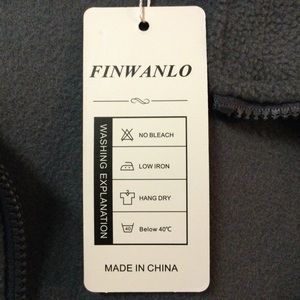 FINWANLO
WASHING EXPLANATION
NO BLEACH
LOW IRON
HANG DRY
40
Below 40℃
MADE IN CHINA